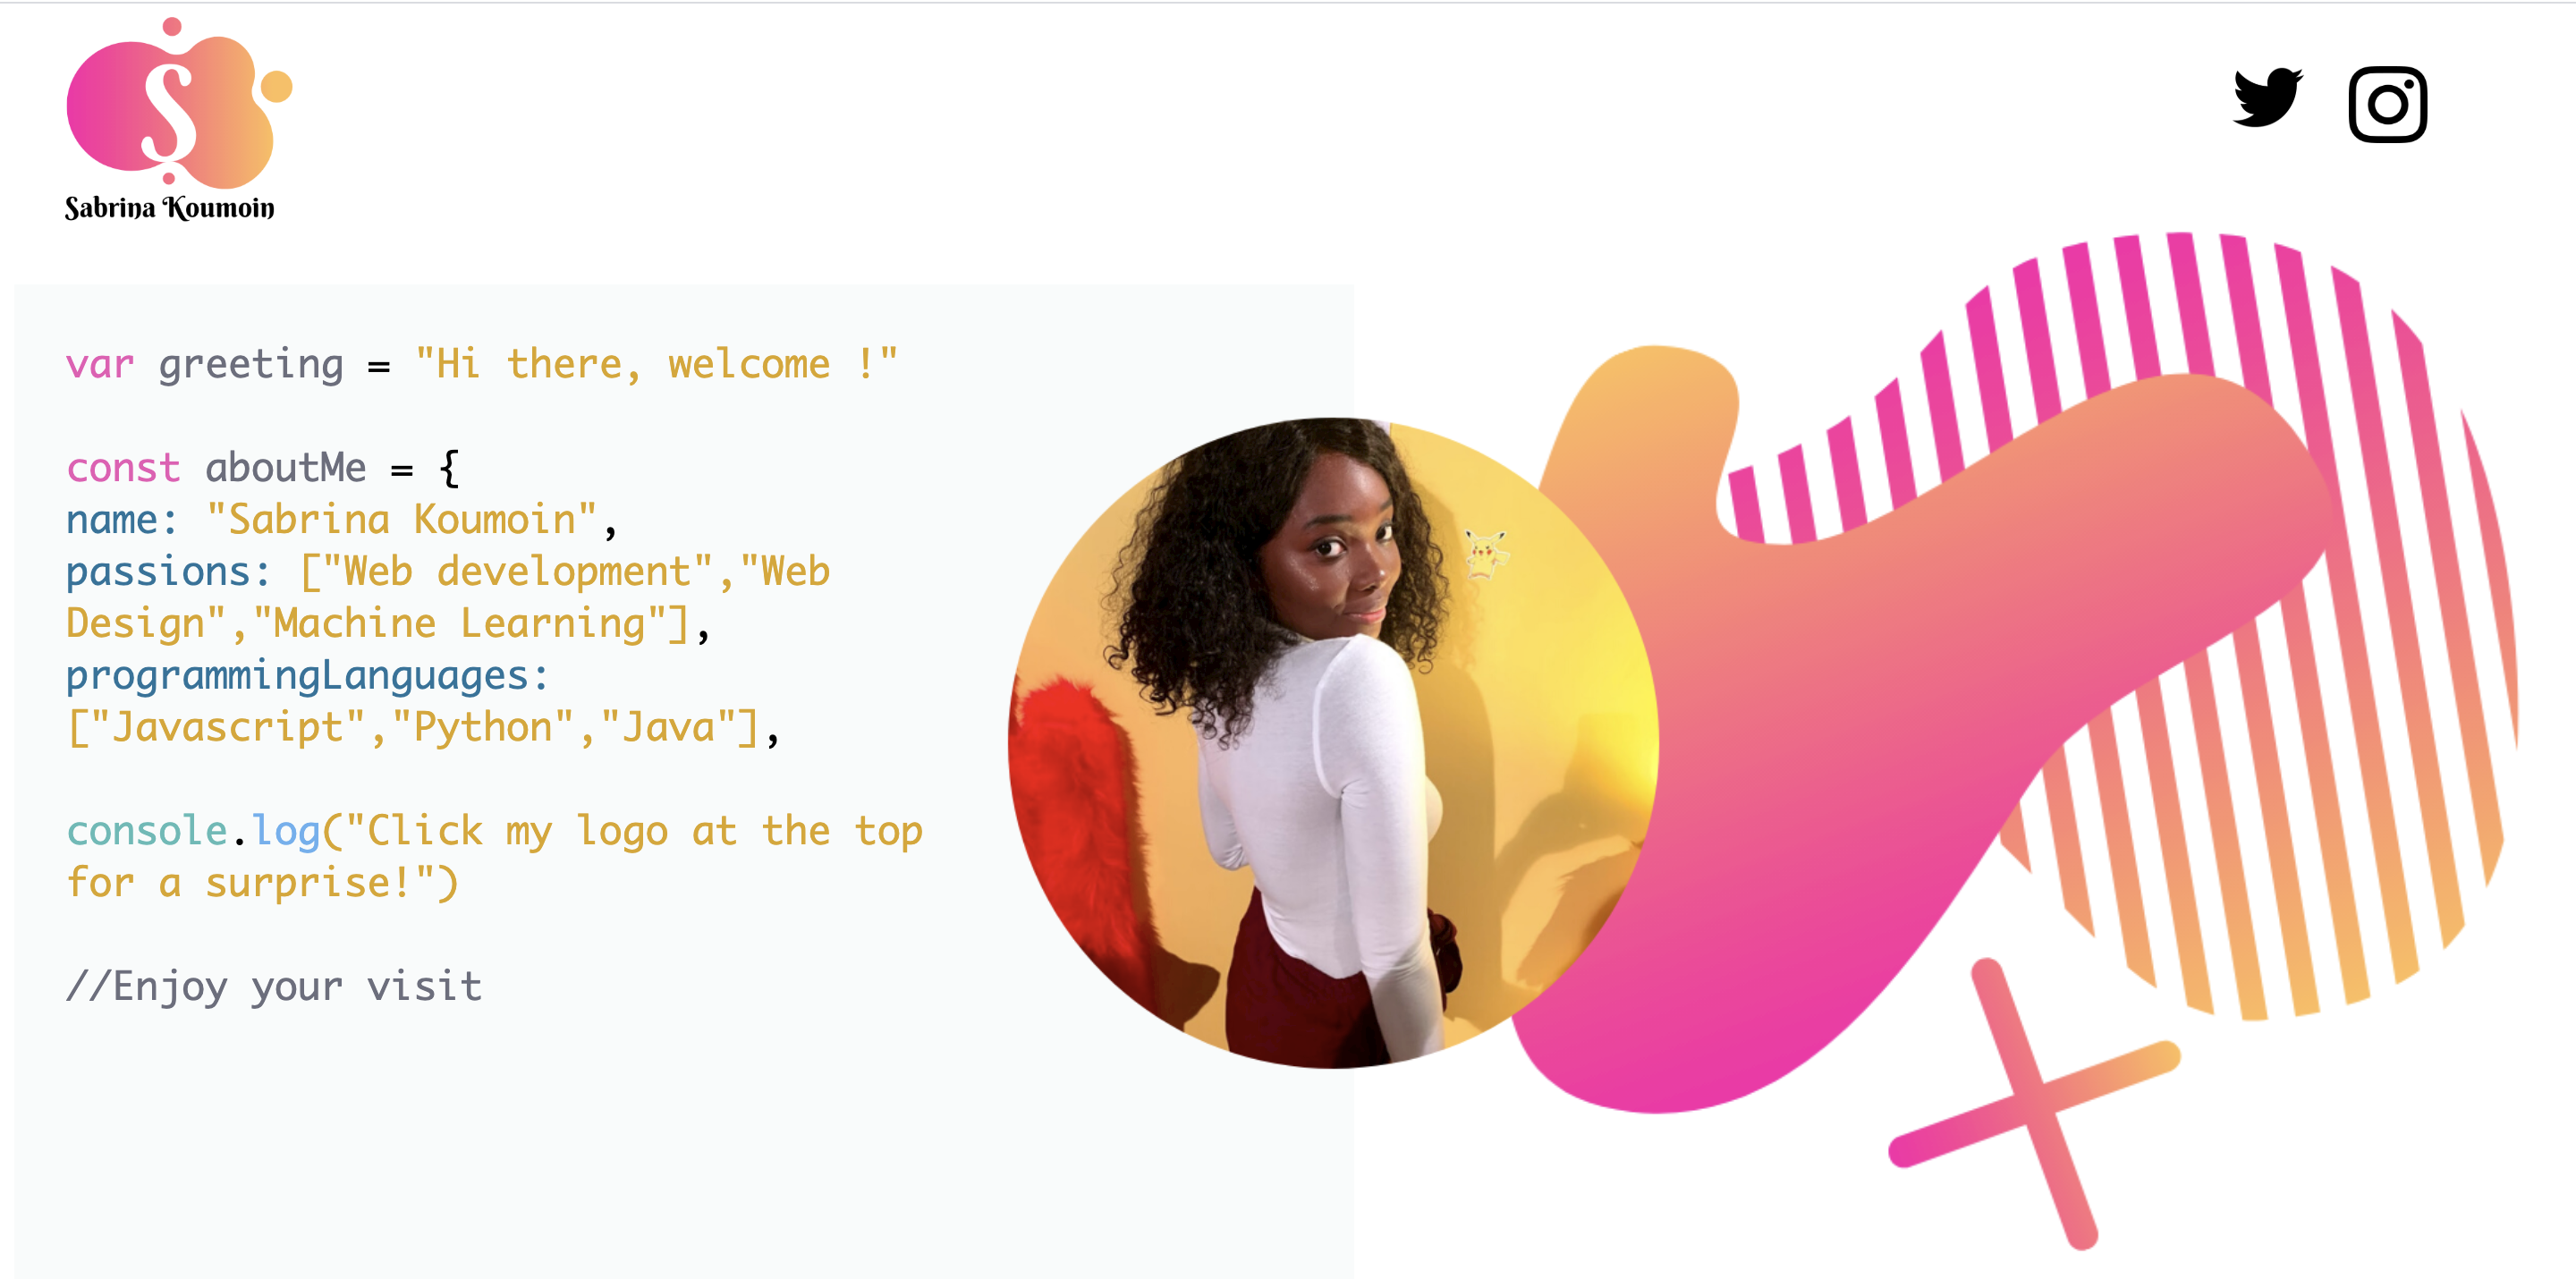 S
Sabrina Koumoin
var greeting = "Hi there, welcome !"
const aboutMe = {
name: "Sabrina Koumoin",
passions: ["Web development","Web
Design","Machine Learning"],
programmingLanguages:
["Javascript","Python","Java"],
console.log("Click my logo at the top
for a surprise!")
//Enjoy your visit